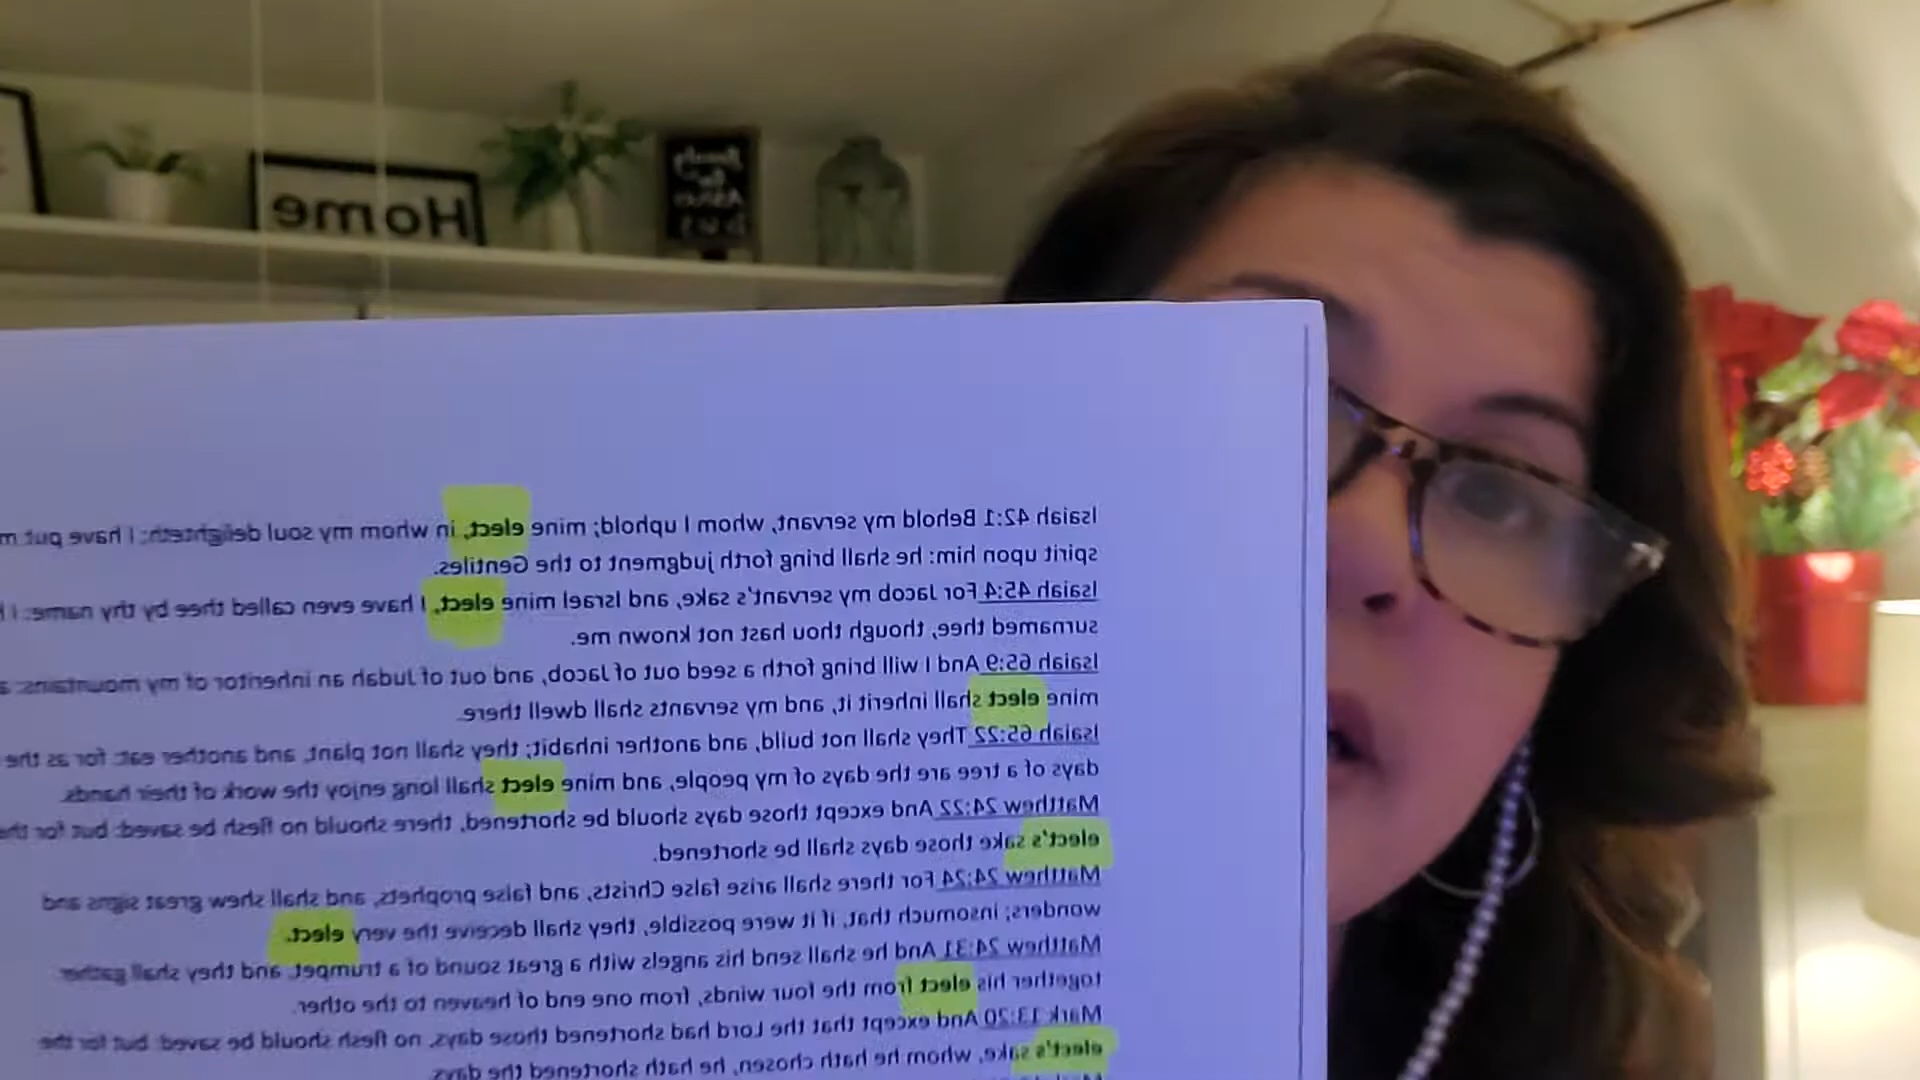 Home
Isaiah 42:1 Behold my servant, whom I uphold; mine elect, in whom my soul delighteth; I have put m
spirit upon him: he shall bring forth judgment to the Gentiles.
Isaiah 45:4 For Jacob my servant's sake, and Israel mine elect, I have even called thee by thy name: I h
surnamed thee, though thou hast not known me.
Isaiah 65:9 And I will bring forth a seed out of Jacob, and out of Judah an inheritor of my mountains: a
mine elect shall inherit it, and my servants shall dwell there.
Isaiah 65:22 They shall not build, and another inhabit; they shall not plant, and another eat: for as the
days of a tree are the days of my people, and mine elect shall long enjoy the work of their hands.
Matthew 24:22 And except those days should be shortened, there should no flesh be saved: but for the
elect's sake those days shall be shortened.
Matthew 24:24 For there shall arise false Christs, and false prophets, and shall shew great signs and
wonders; insomuch that, if it were possible, they shall deceive the very elect.
Matthew 24:31 And he shall send his angels with a great sound of a trumpet, and they shall gather
together his elect from the four winds, from one end of heaven to the other.
Mark 13:20 And except that the Lord had shortened those days, no flesh should be saved: but for the
elect's sake, whom he hath chosen, he hath shortened the days.